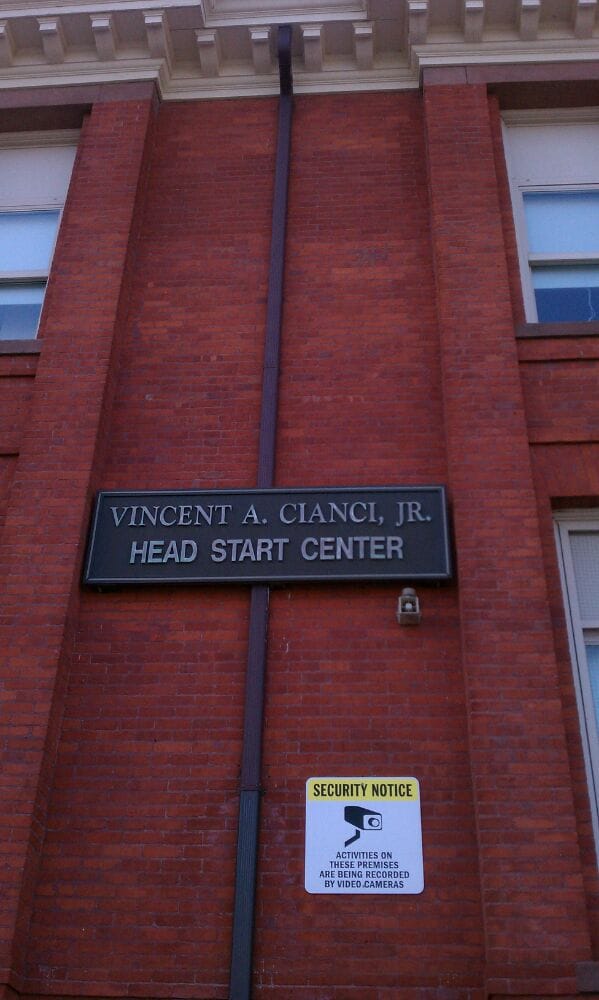 VINCENT A. CIANCI, JR.
HEAD START CENTER
SECURITY NOTICE
ACTIVITIES ON
THESE PREMISES
ARE BEING RECORDED
BY VIDEO CAMERAS